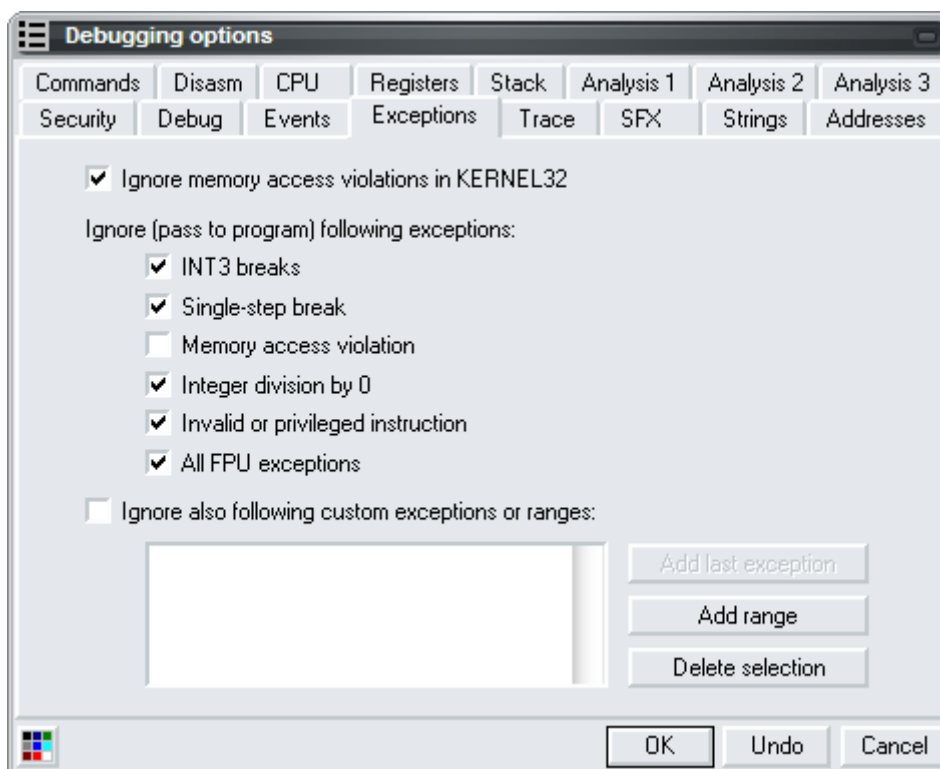 Debugging options
Commands Disasm CPU Registers Stack Analysis 1 Analysis 2 Analysis 3
Security Debug Events Exceptions Trace SFX Strings Addresses
Ignore memory access violations in KERNEL32
Ignore (pass to program) following exceptions:
INT3 breaks
Single-step break
Memory access violation
Integer division by 0
Invalid or privileged instruction
All FPU exceptions
Ignore also following custom exceptions or ranges:
Add last exception
Add range
Delete selection
OK Undo Cancel